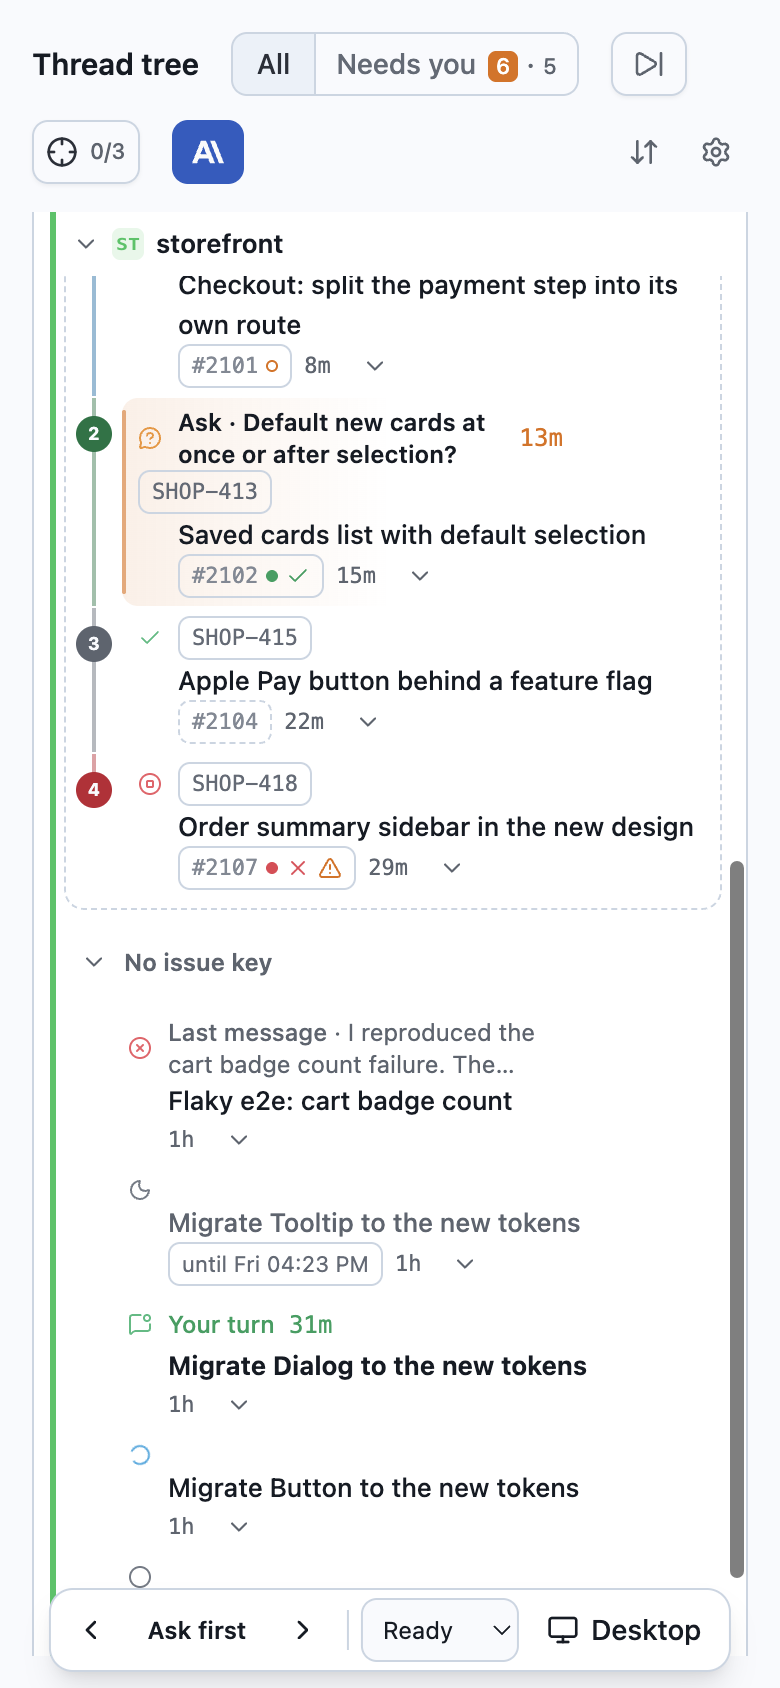 Thread tree
All
Needs you 6 · 5
0/3
ST storefront
Checkout: split the payment step into its
own route
#2101 8m
2
Ask · Default new cards at
once or after selection?
13m
SHOP-413
Saved cards list with default selection
#2102 15m
3
SHOP-415
Apple Pay button behind a feature flag
#2104 22m
4
SHOP-418
Order summary sidebar in the new design
#2107 29m
No issue key
Last message · I reproduced the
cart badge count failure. The...
Flaky e2e: cart badge count
1h
Migrate Tooltip to the new tokens
until Fri 04:23 PM 1h
Your turn 31m
Migrate Dialog to the new tokens
1h
Migrate Button to the new tokens
1h
Ask first
Ready
Desktop